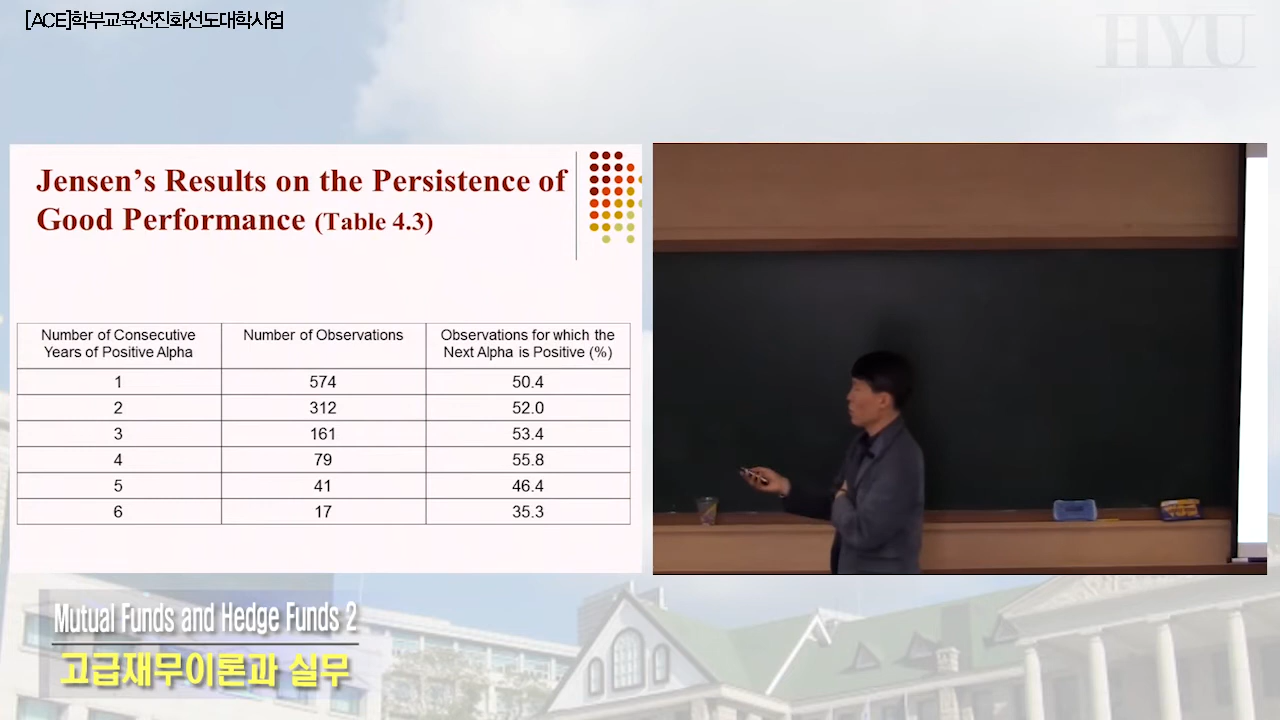 [ACE]학부교육선진화선도대학사업
HYU
Jensen’s Results on the Persistence of
Good Performance (Table 4.3)
Number of Consecutive Years of Positive Alpha | Number of Observations | Observations for which the Next Alpha is Positive (%)
1 | 574 | 50.4
2 | 312 | 52.0
3 | 161 | 53.4
4 | 79 | 55.8
5 | 41 | 46.4
6 | 17 | 35.3
Mutual Funds and Hedge Funds 2
고급재무이론과 실무